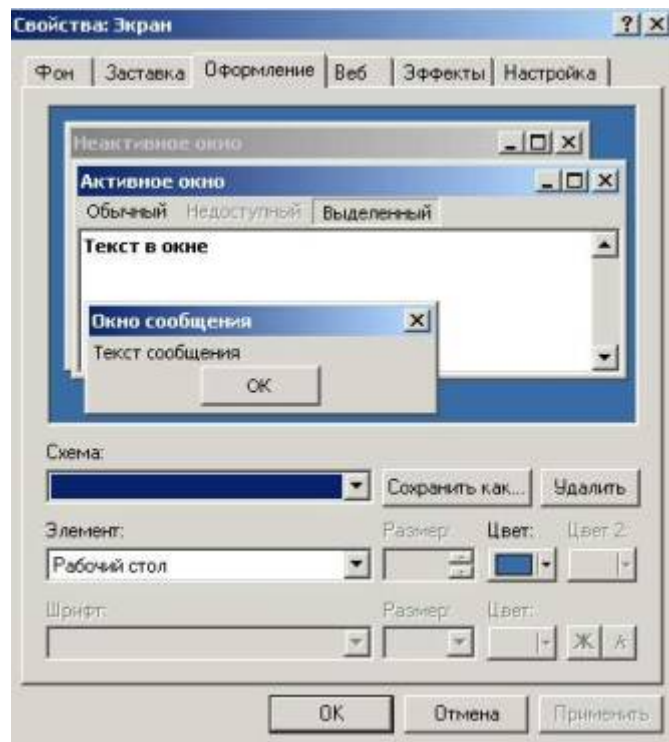 Свойства: Экран
Фон Заставка Оформление Веб Эффекты Настройка
Неактивное окно
Активное окно
Обычный Недоступный Выделенный
Текст в окне
Окно сообщения
Текст сообщения
ОК
Схема:
Сохранить как... Удалить
Элемент: Размер: Цвет: Цвет 2:
Рабочий стол
Шрифт: Размер: Цвет:
Ж К
ОК Отмена Применить